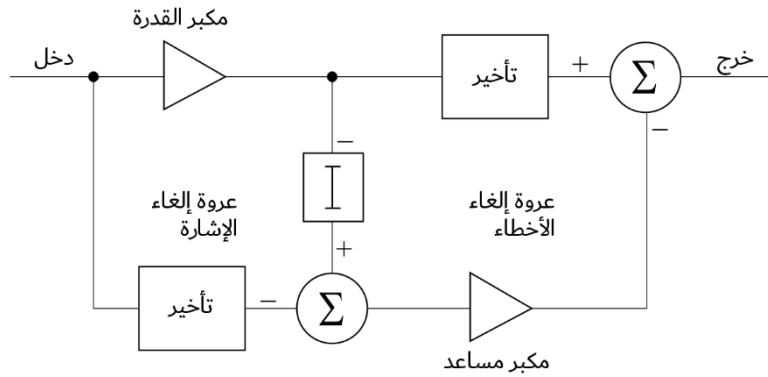 مكبر القدرة
دخل
تأخير
+
Σ
خرج
−
−
عروة إلغاء
الإشارة
عروة إلغاء
الأخطاء
+
تأخير
−
Σ
مكبر مساعد